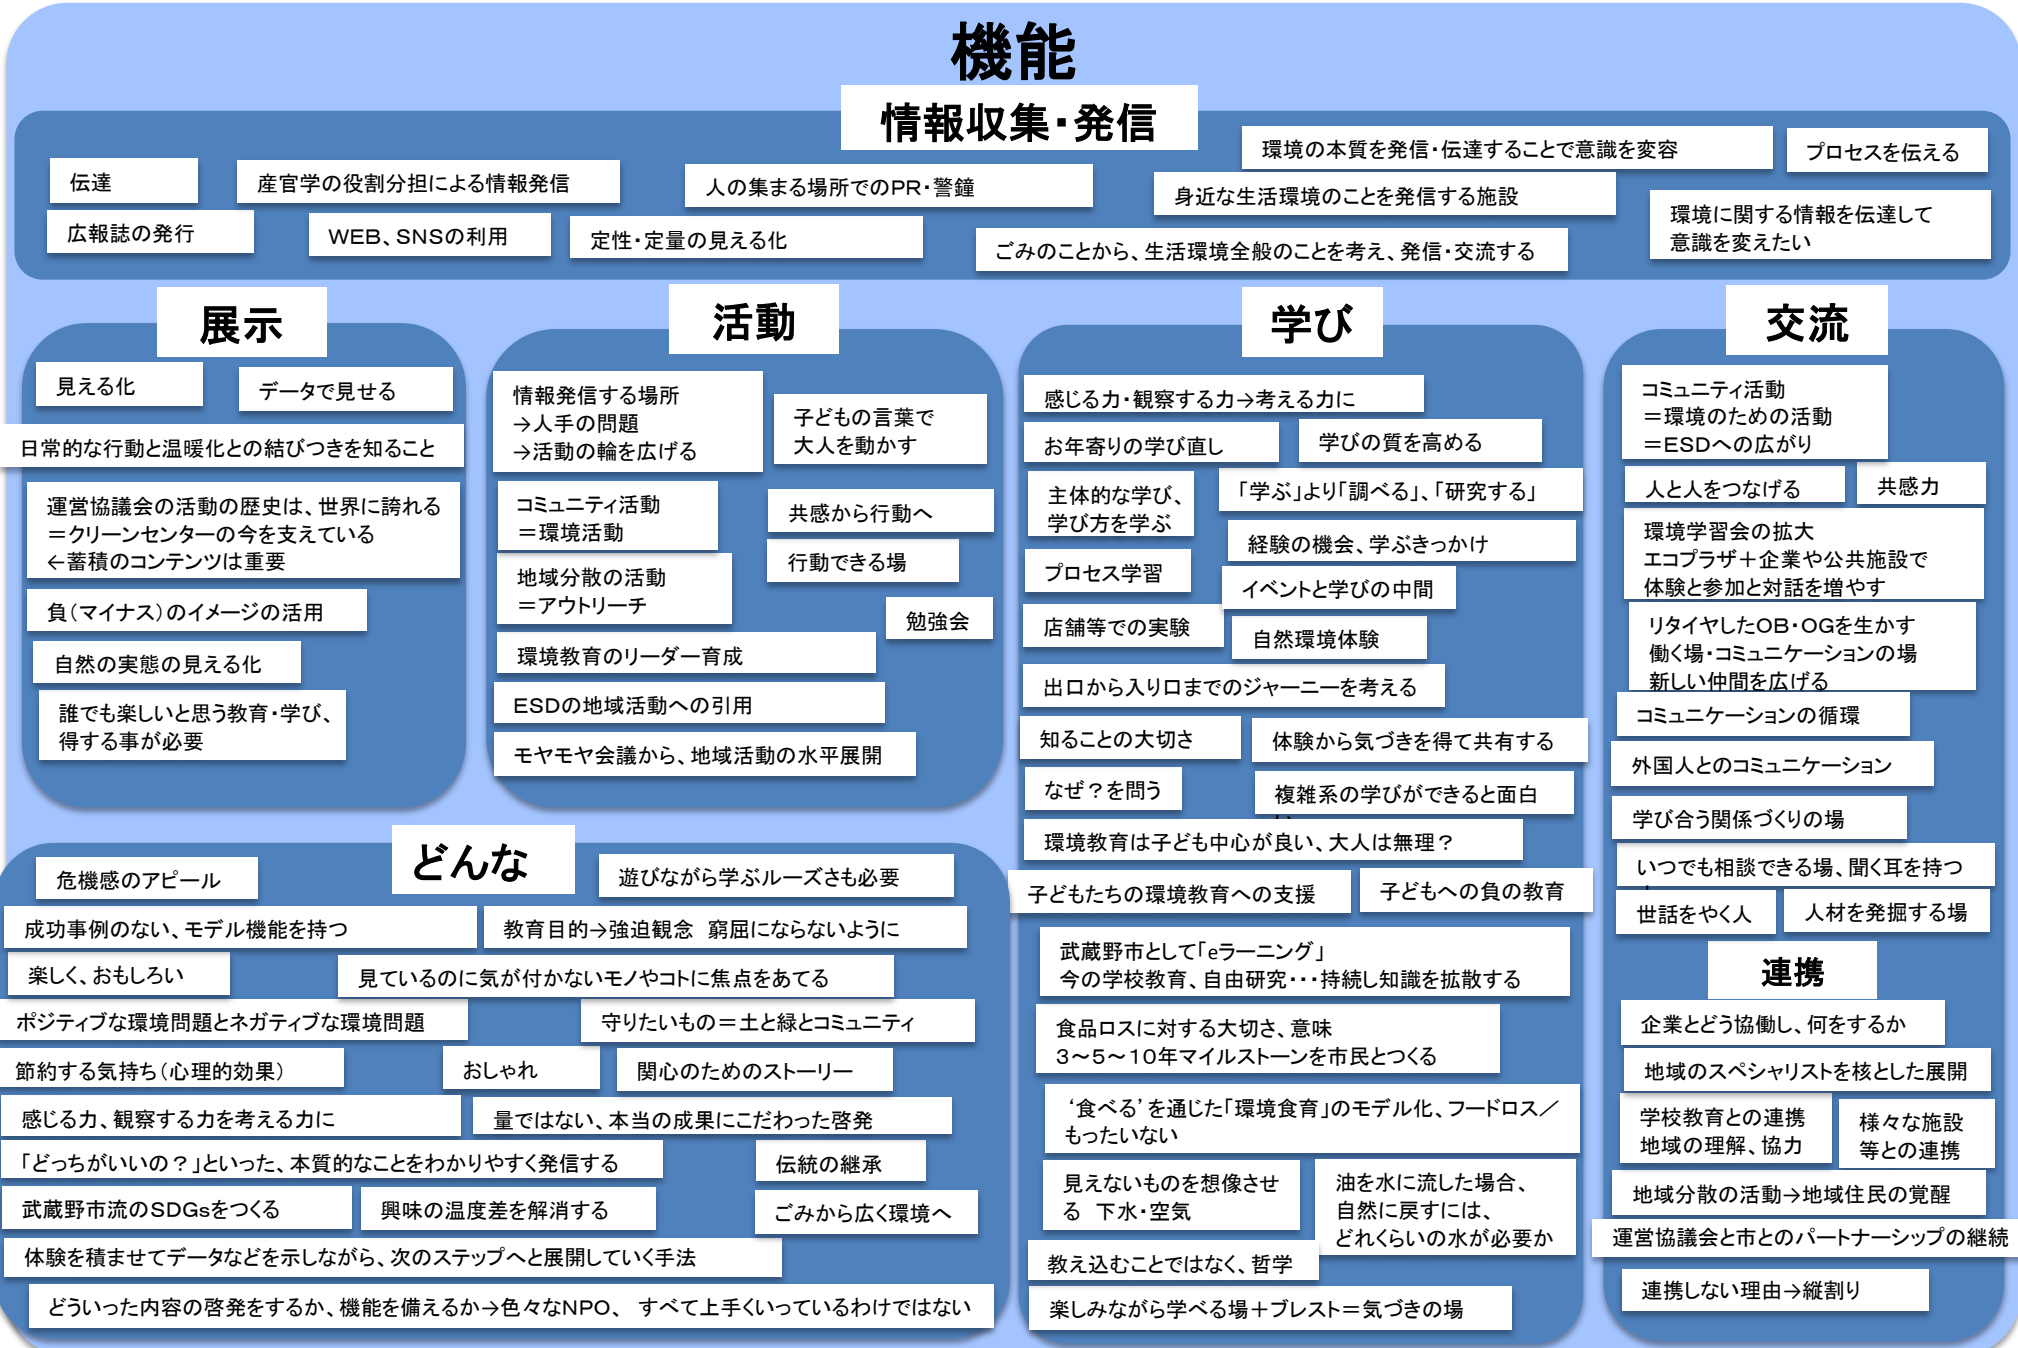 機能
情報収集・発信
伝達
産官学の役割分担による情報発信
人の集まる場所でのPR・警鐘
環境の本質を発信・伝達することで意識を変容
プロセスを伝える
身近な生活環境のことを発信する施設
広報誌の発行
WEB、SNSの利用
定性・定量の見える化
ごみのことから、生活環境全般のことを考え、発信・交流する
環境に関する情報を伝達して
意識を変えたい
展示
見える化
データで見せる
日常的な行動と温暖化との結びつきを知ること
運営協議会の活動の歴史は、世界に誇れる
＝クリーンセンターの今を支えている
←蓄積のコンテンツは重要
負（マイナス）のイメージの活用
自然の実態の見える化
誰でも楽しいと思う教育・学び、
得する事が必要
活動
情報発信する場所
→人手の問題
→活動の輪を広げる
子どもの言葉で
大人を動かす
コミュニティ活動
＝環境活動
共感から行動へ
行動できる場
地域分散の活動
＝アウトリーチ
勉強会
環境教育のリーダー育成
ESDの地域活動への引用
モヤモヤ会議から、地域活動の水平展開
学び
感じる力・観察する力→考える力に
お年寄りの学び直し
学びの質を高める
主体的な学び、
学び方を学ぶ
「学ぶ」より「調べる」、「研究する」
経験の機会、学ぶきっかけ
プロセス学習
イベントと学びの中間
店舗等での実験
自然環境体験
出口から入り口までのジャーニーを考える
知ることの大切さ
体験から気づきを得て共有する
なぜ？を問う
複雑系の学びができると面白
環境教育は子ども中心が良い、大人は無理？
子どもたちの環境教育への支援
子どもへの負の教育
武蔵野市として「eラーニング」
今の学校教育、自由研究・・・持続し知識を拡散する
食品ロスに対する大切さ、意味
３～５～１０年マイルストーンを市民とつくる
‘食べる’を通じた「環境食育」のモデル化、フードロス／
もったいない
見えないものを想像させ
る　下水・空気
油を水に流した場合、
自然に戻すには、
どれくらいの水が必要か
教え込むことではなく、哲学
楽しみながら学べる場＋ブレスト＝気づきの場
交流
コミュニティ活動
＝環境のための活動
＝ESDへの広がり
人と人をつなげる
共感力
環境学習会の拡大
エコプラザ＋企業や公共施設で
体験と参加と対話を増やす
リタイヤしたOB・OGを生かす
働く場・コミュニケーションの場
新しい仲間を広げる
コミュニケーションの循環
外国人とのコミュニケーション
学び合う関係づくりの場
いつでも相談できる場、聞く耳を持つ
世話をやく人
人材を発掘する場
連携
企業とどう協働し、何をするか
地域のスペシャリストを核とした展開
学校教育との連携
地域の理解、協力
様々な施設
等との連携
地域分散の活動→地域住民の覚醒
運営協議会と市とのパートナーシップの継続
連携しない理由→縦割り
どんな
危機感のアピール
遊びながら学ぶルーズさも必要
成功事例のない、モデル機能を持つ
教育目的→強迫観念　窮屈にならないように
楽しく、おもしろい
見ているのに気が付かないモノやコトに焦点をあてる
ポジティブな環境問題とネガティブな環境問題
守りたいもの＝土と緑とコミュニティ
節約する気持ち（心理的効果）
おしゃれ
関心のためのストーリー
感じる力、観察する力を考える力に
量ではない、本当の成果にこだわった啓発
「どっちがいいの？」といった、本質的なことをわかりやすく発信する
伝統の継承
武蔵野市流のSDGsをつくる
興味の温度差を解消する
ごみから広く環境へ
体験を積ませてデータなどを示しながら、次のステップへと展開していく手法
どういった内容の啓発をするか、機能を備えるか→色々なNPO、　すべて上手くいっているわけではない